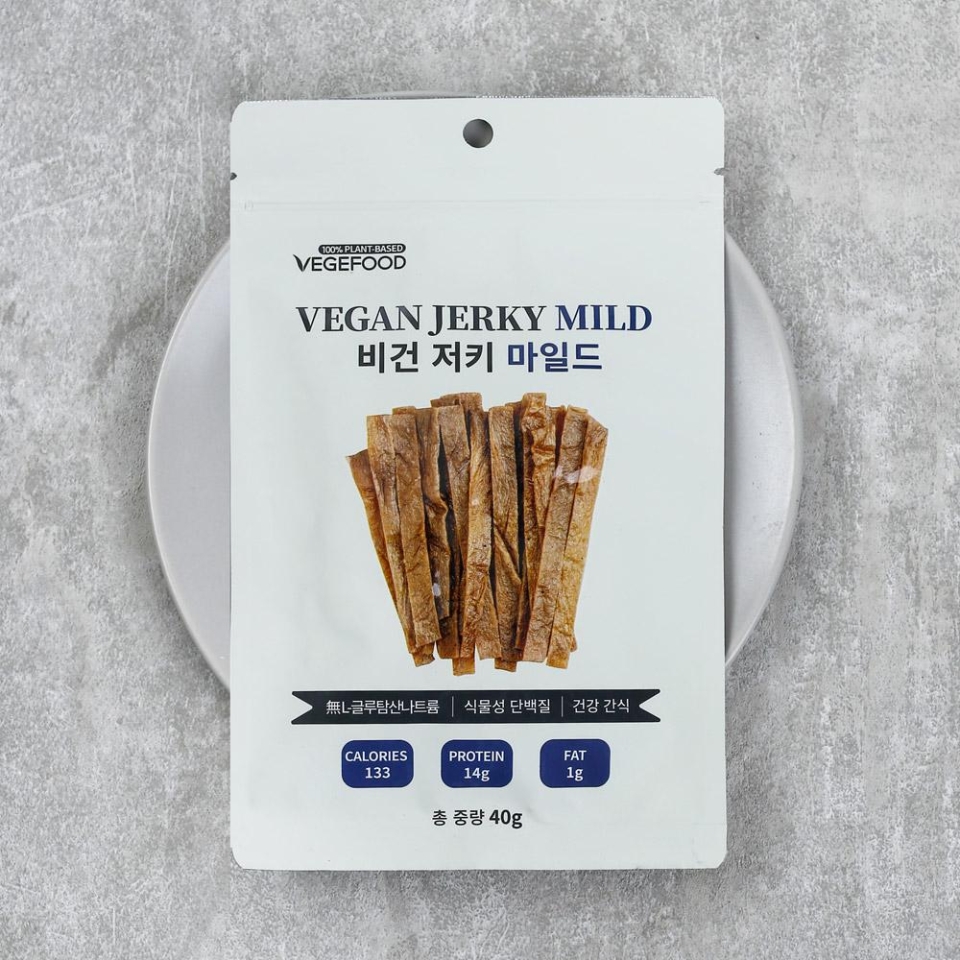 100% PLANT-BASED
VEGEFOOD
VEGAN JERKY MILD
비건 저키 마일드
無L-글루탐산나트륨 | 식물성 단백질 | 건강 간식
CALORIES PROTEIN FAT
133 14g 1g
총 중량 40g